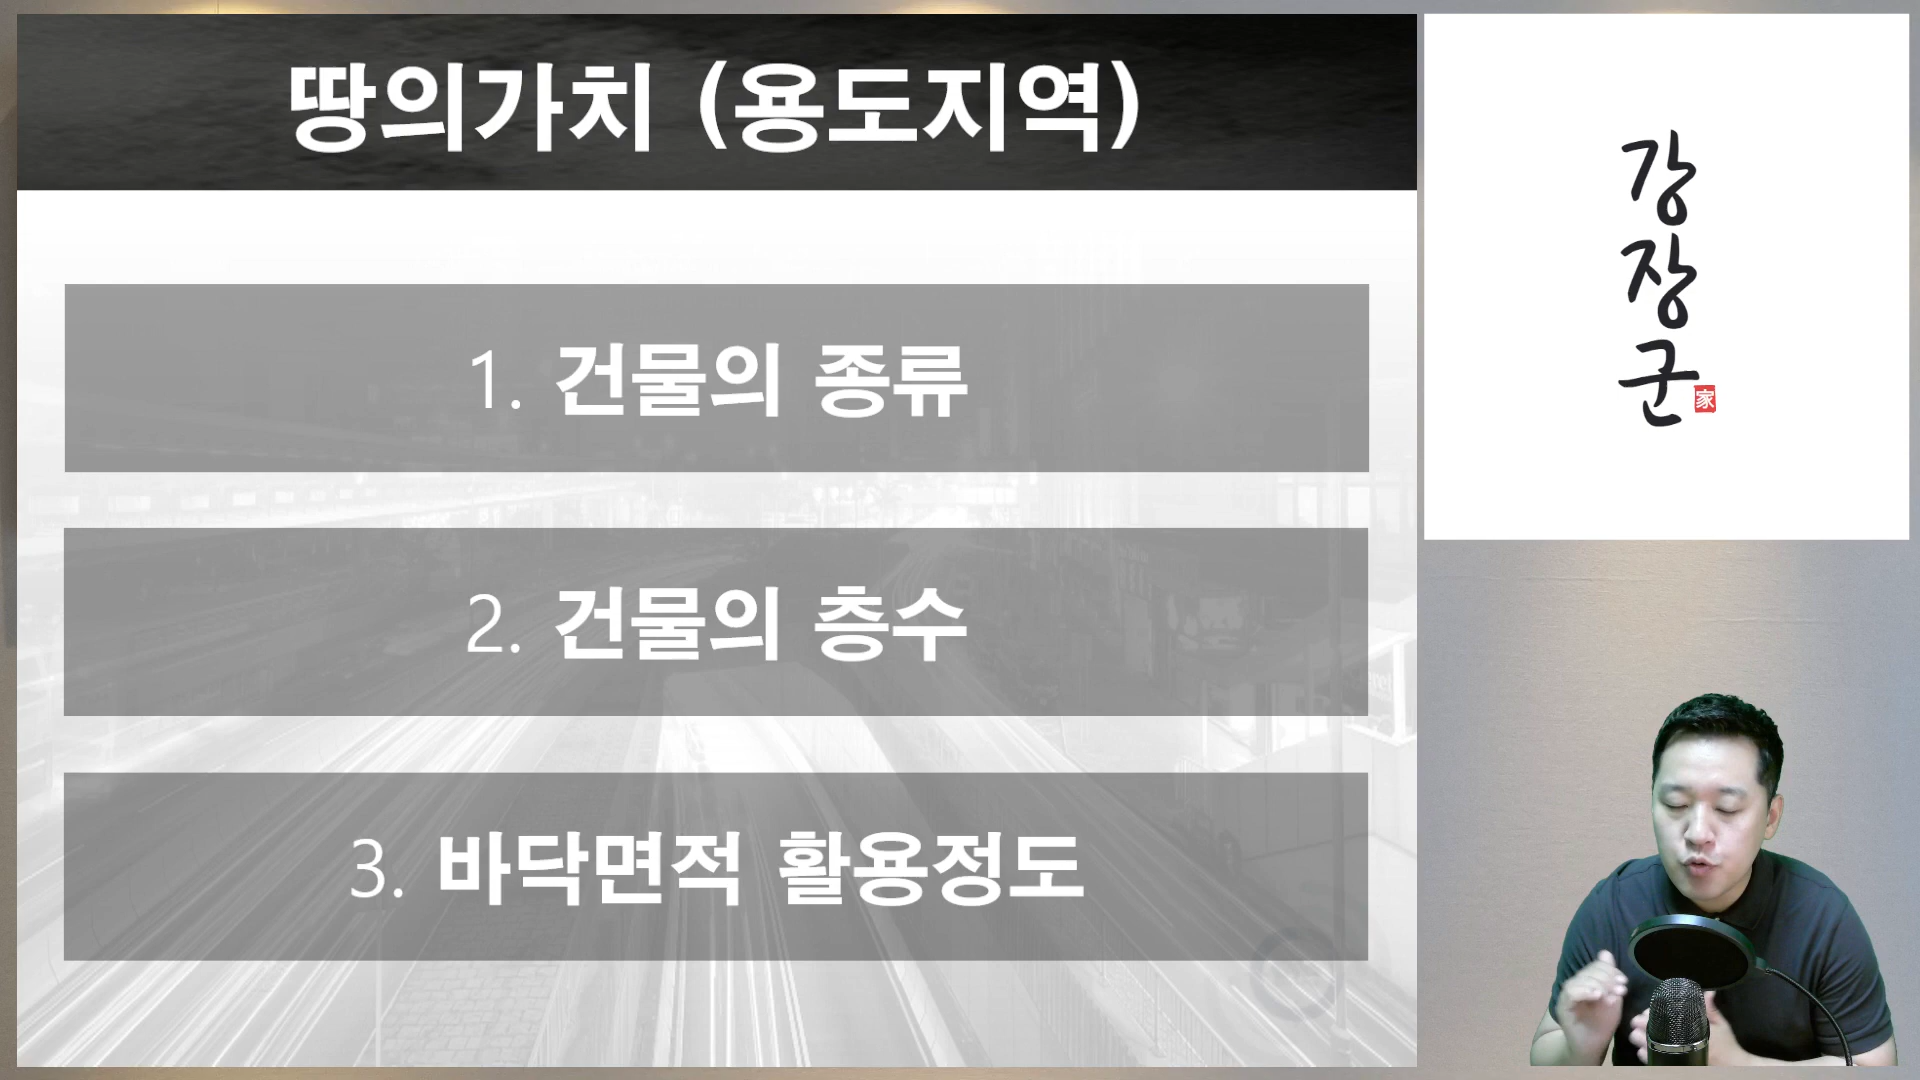 땅의가치 (용도지역)
1. 건물의 종류
2. 건물의 층수
3. 바닥면적 활용정도
강
장
군
家